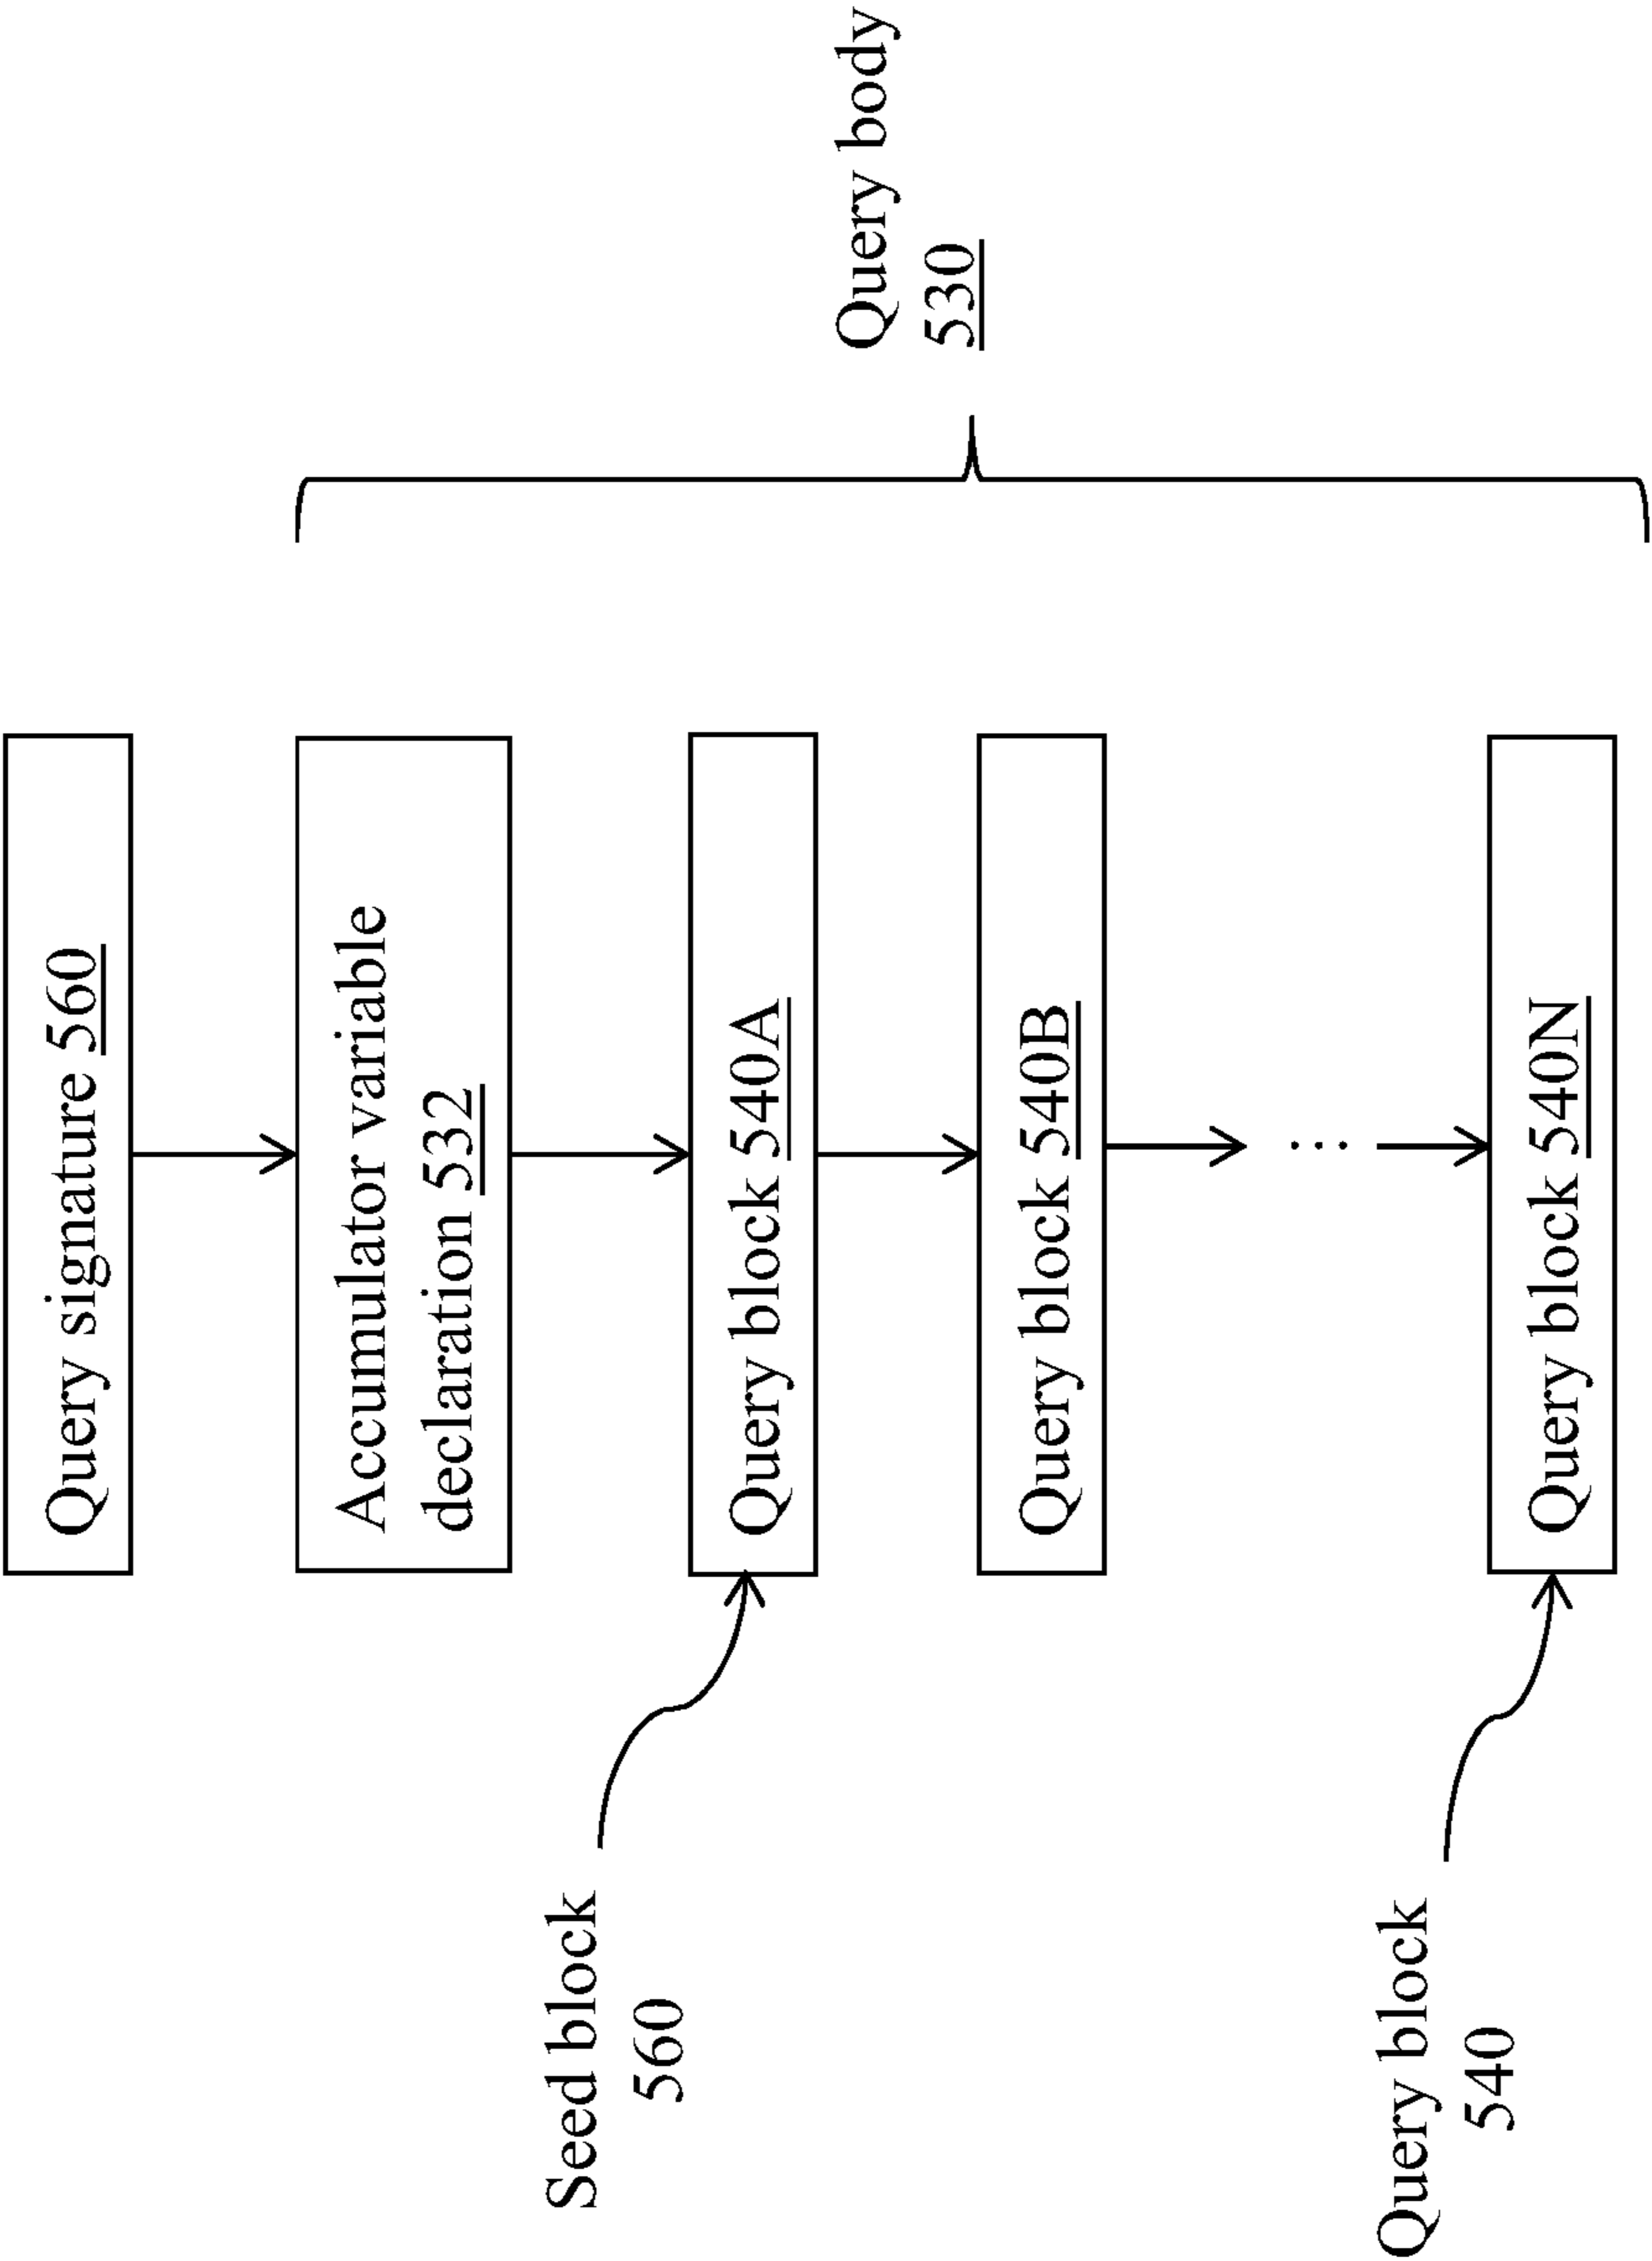 Query signature 560
Accumulator variable
declaration 532
Seed block
560
Query block 540A
Query block 540B
⋮
Query block
540
Query block 540N
Query body
530